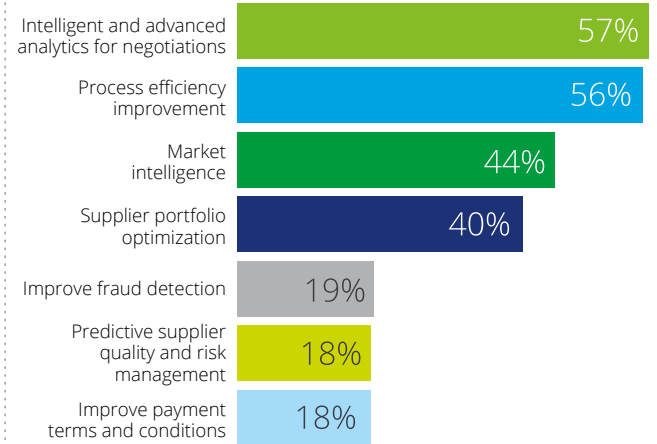 Intelligent and advanced
analytics for negotiations
57%
Process efficiency
improvement
56%
Market
intelligence
44%
Supplier portfolio
optimization
40%
Improve fraud detection
19%
Predictive supplier
quality and risk
management
18%
Improve payment
terms and conditions
18%